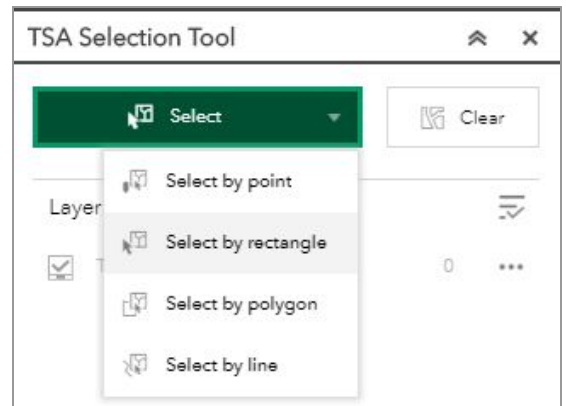 TSA Selection Tool
Select
Clear
Select by point
Layer
Select by rectangle
T
0
Select by polygon
Select by line